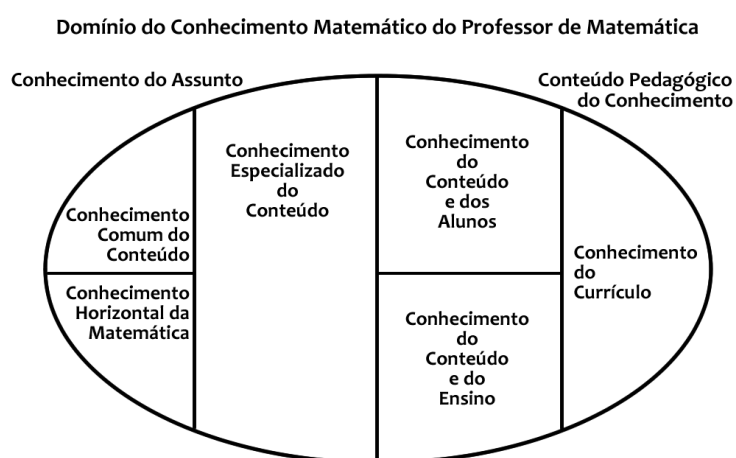 Domínio do Conhecimento Matemático do Professor de Matemática
Conhecimento do Assunto
Conteúdo Pedagógico
do Conhecimento
Conhecimento
Comum do
Conteúdo
Conhecimento
Horizontal da
Matemática
Conhecimento
Especializado
do
Conteúdo
Conhecimento
do
Conteúdo
e dos
Alunos
Conhecimento
do
Conteúdo
e do
Ensino
Conhecimento
do
Currículo